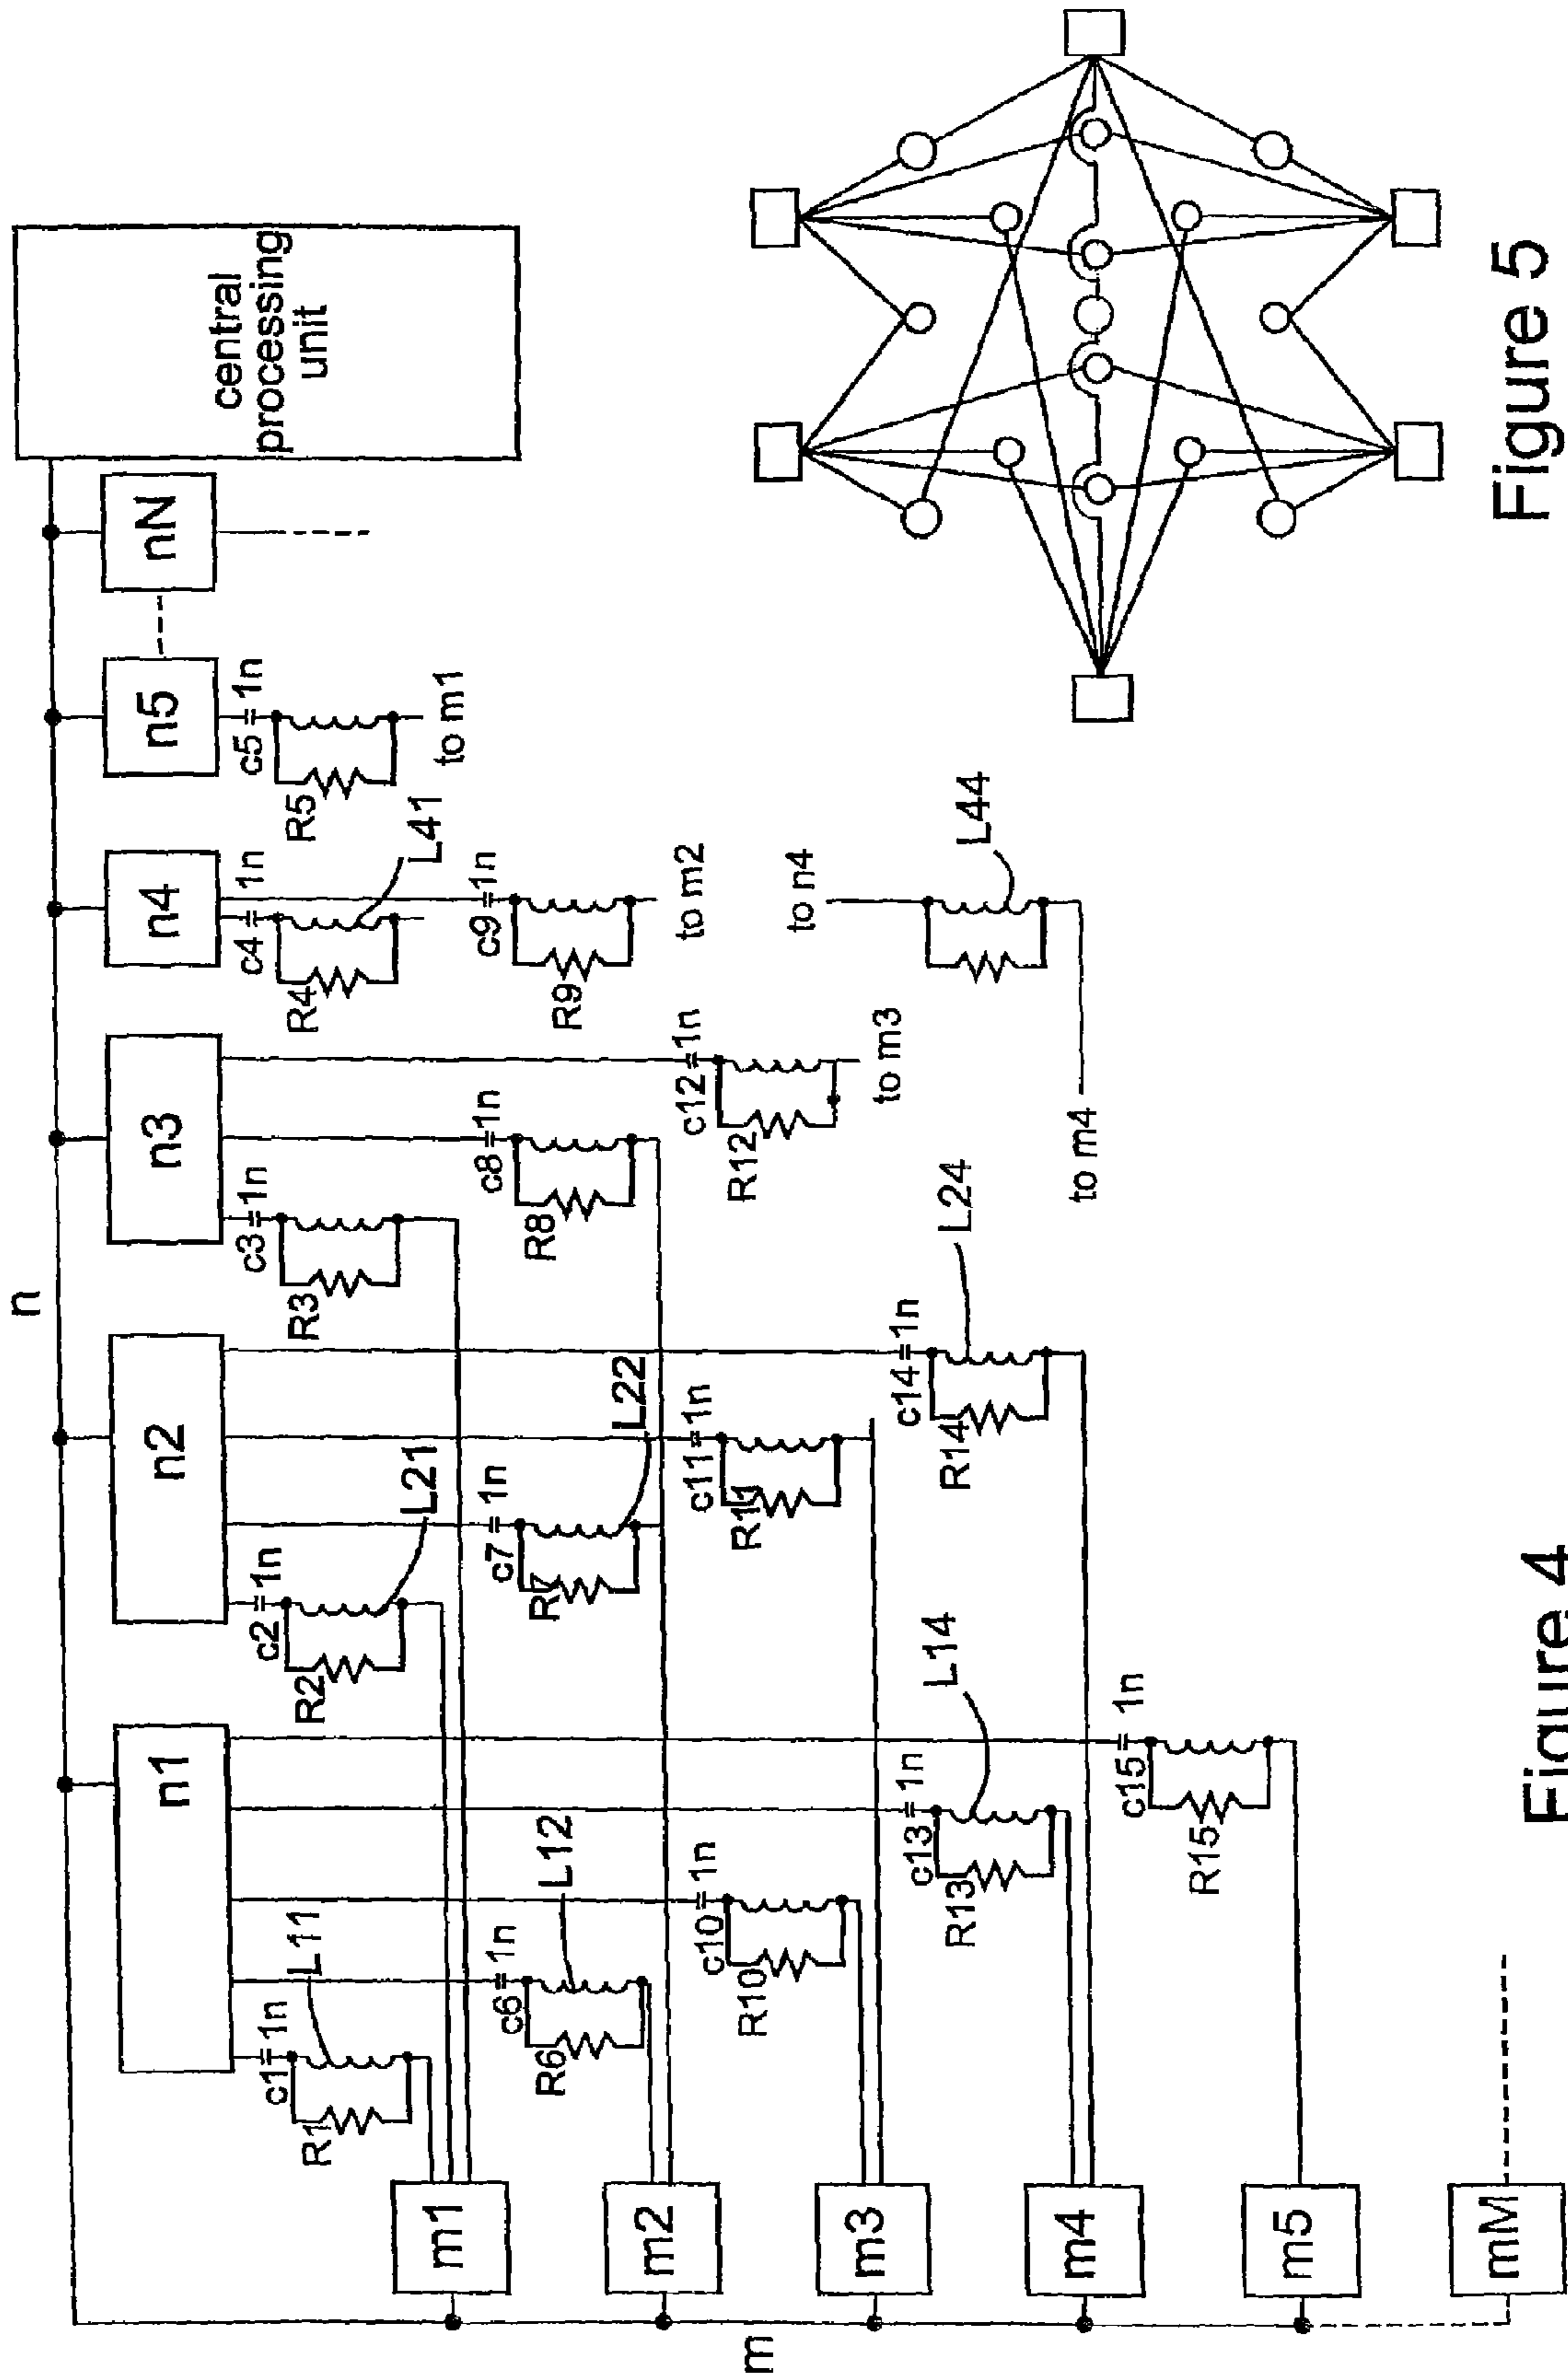 n
central
processing
unit
n1
n2
n3
n4
n5
nN
c1 1n
R1
L11
c2 1n
R2
L21
c3 1n
R3
c4 1n
R4
L41
c5 1n
R5
to m1
m1
c6 1n
R6
L12
c7 1n
R7
L22
c8 1n
R8
c9 1n
R9
to m2
m2
c10 1n
R10
c11 1n
R11
c12 1n
R12
to m3
m3
c13 1n
R13
L14
c14 1n
R14
L24
to n4
L44
to m4
m4
c15 1n
R15
m5
mM
m
Figure 4
Figure 5